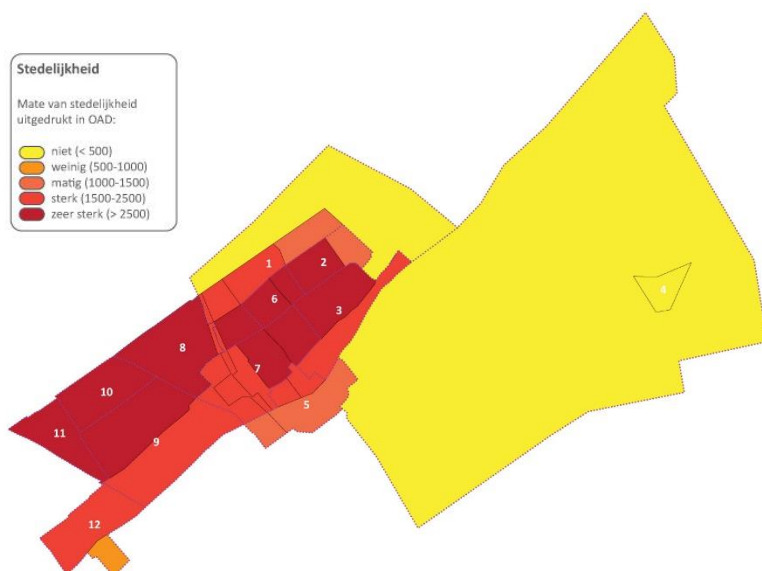 Stedelijkheid
Mate van stedelijkheid
uitgedrukt in OAD:
niet (< 500)
weinig (500-1000)
matig (1000-1500)
sterk (1500-2500)
zeer sterk (> 2500)
1
2
6
4
3
8
7
10
5
11
9
12